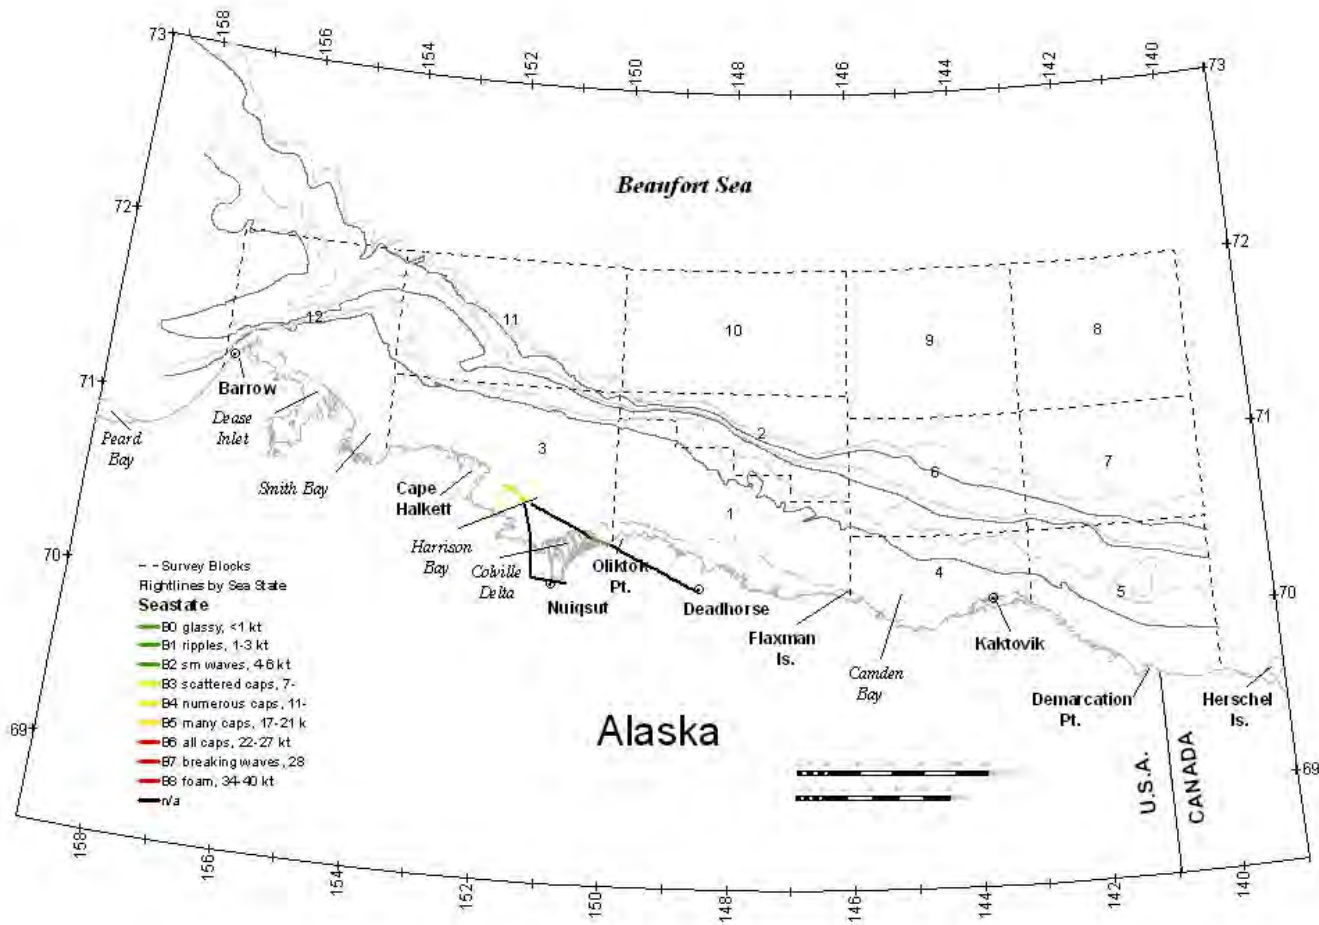 158
156
154
152
150
148
146
144
142
140
73
73
Beaufort Sea
72
72
12
11
10
9
8
71
71
Barrow
Dease
Inlet
Peard
Bay
Smith Bay
Cape
Halkett
3
2
6
7
1
4
5
Harrison
Bay
Colville
Delta
Oliktok
Pt.
Nuiqsut
Deadhorse
Flaxman
Is.
Camden
Bay
Kaktovik
Demarcation
Pt.
Herschel
Is.
70
70
Survey Blocks
Flightlines by Sea State
Seastate
B0 glassy, <1 kt
B1 ripples, 1-3 kt
B2 sm waves, 4-6 kt
B3 scattered caps, 7-
B4 numerous caps, 11-
B5 many caps, 17-21 k
B6 all caps, 22-27 kt
B7 breaking waves, 28
B8 foam, 34-40 kt
n/a
Alaska
U.S.A.
CANADA
69
69
158
156
154
152
150
148
146
144
142
140